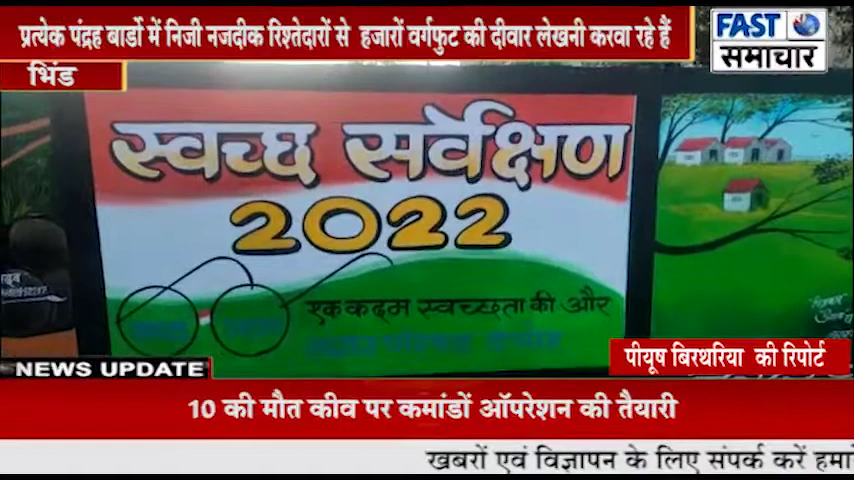 प्रत्येक पंद्रह बार्डो में निजी नजदीक रिश्तेदारों से हजारों वर्गफुट की दीवार लेखनी करवा रहे हैं
FAST
समाचार
भिंड
स्वच्छ सर्वेक्षण
2022
एक कदम स्वच्छता की और
पीयूष बिरथरिया की रिपोर्ट
NEWS UPDATE
10 की मौत कीव पर कमांडों ऑपरेशन की तैयारी
खबरों एवं विज्ञापन के लिए संपर्क करें हमारे